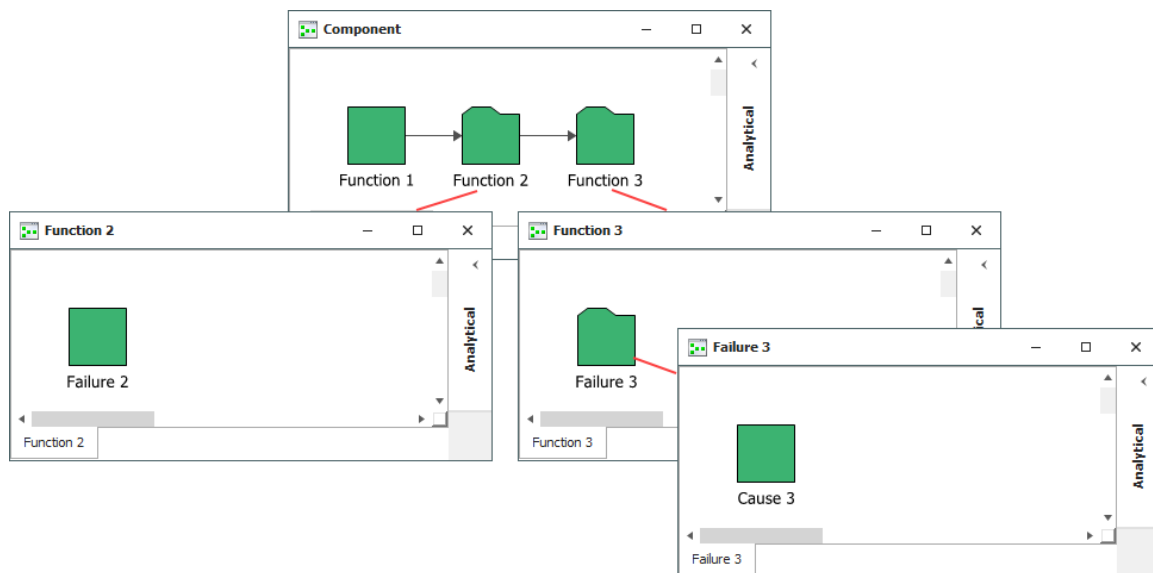 Component
Analytical
Function 1
Function 2
Function 3
Function 2
Analytical
Failure 2
Function 2
Function 3
ical
Failure 3
Function 3
Failure 3
Analytical
Cause 3
Failure 3